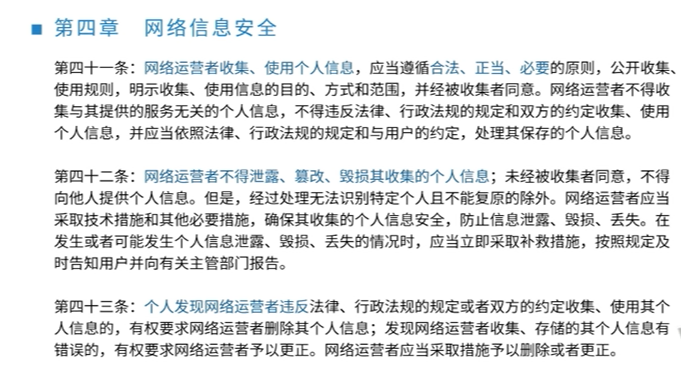 ■ 第四章 网络信息安全
第四十一条：网络运营者收集、使用个人信息，应当遵循合法、正当、必要的原则，公开收集、
使用规则，明示收集、使用信息的目的、方式和范围，并经被收集者同意。网络运营者不得收
集与其提供的服务无关的个人信息，不得违反法律、行政法规的规定和双方的约定收集、使用
个人信息，并应当依照法律、行政法规的规定和与用户的约定，处理其保存的个人信息。
第四十二条：网络运营者不得泄露、篡改、毁损其收集的个人信息；未经被收集者同意，不得
向他人提供个人信息。但是，经过处理无法识别特定个人且不能复原的除外。网络运营者应当
采取技术措施和其他必要措施，确保其收集的个人信息安全，防止信息泄露、毁损、丢失。在
发生或者可能发生个人信息泄露、毁损、丢失的情况时，应当立即采取补救措施，按照规定及
时告知用户并向有关主管部门报告。
第四十三条：个人发现网络运营者违反法律、行政法规的规定或者双方的约定收集、使用其个
人信息的，有权要求网络运营者删除其个人信息；发现网络运营者收集、存储的其个人信息有
错误的，有权要求网络运营者予以更正。网络运营者应当采取措施予以删除或者更正。